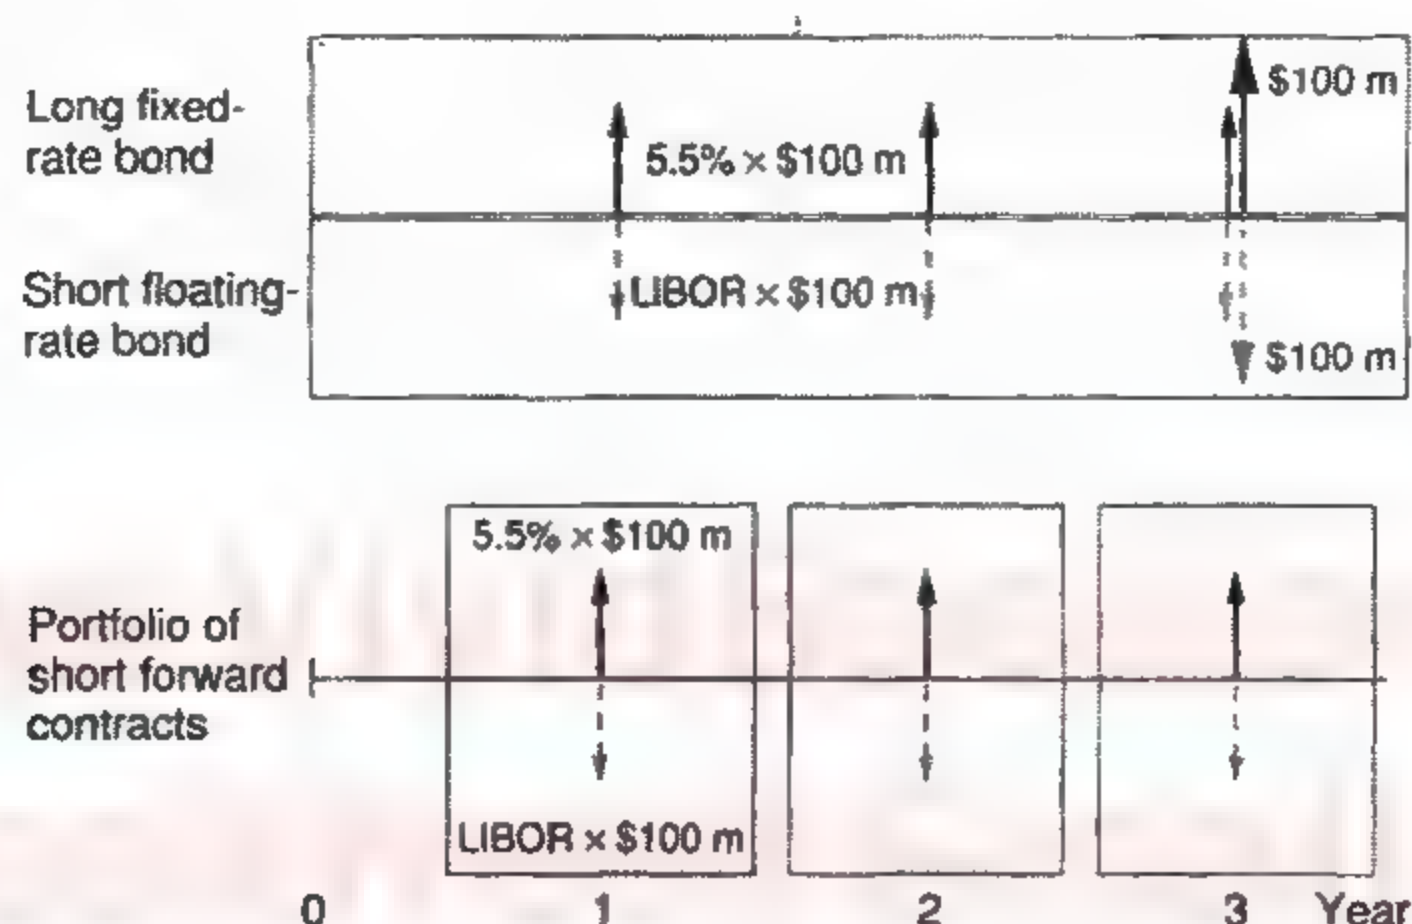 Long fixed-
rate bond
$100 m
5.5% × $100 m
Short floating-
rate bond
LIBOR × $100 m
$100 m
Portfolio of
short forward
contracts
5.5% × $100 m
LIBOR × $100 m
0 1 2 3 Year